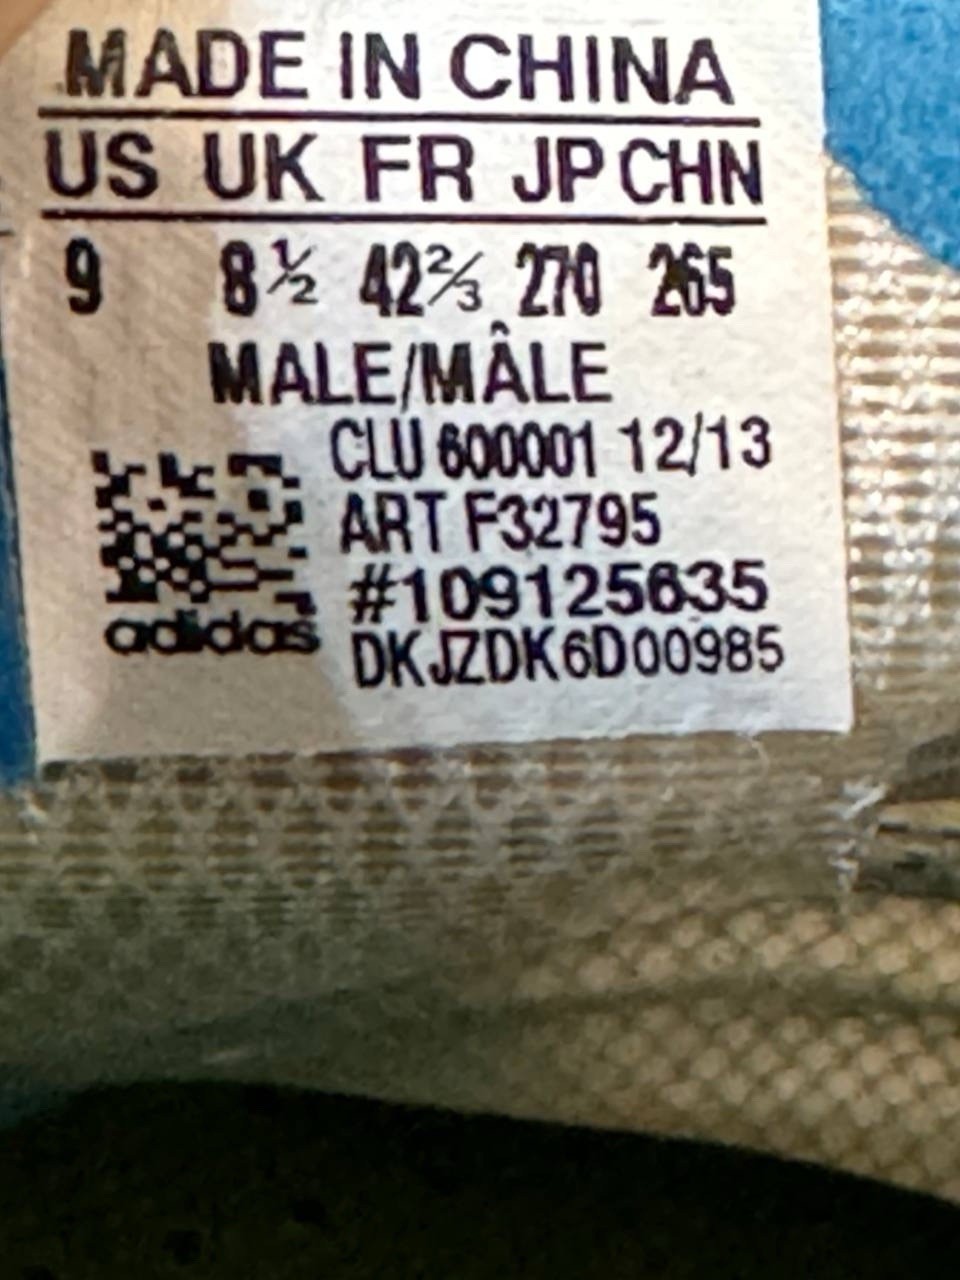 MADE IN CHINA
US UK FR JP CHN
9 8½ 42⅔ 270 265
MALE/MÂLE
CLU 600001 12/13
ART F32795
#109125635
adidas
DKJZDK6D00985